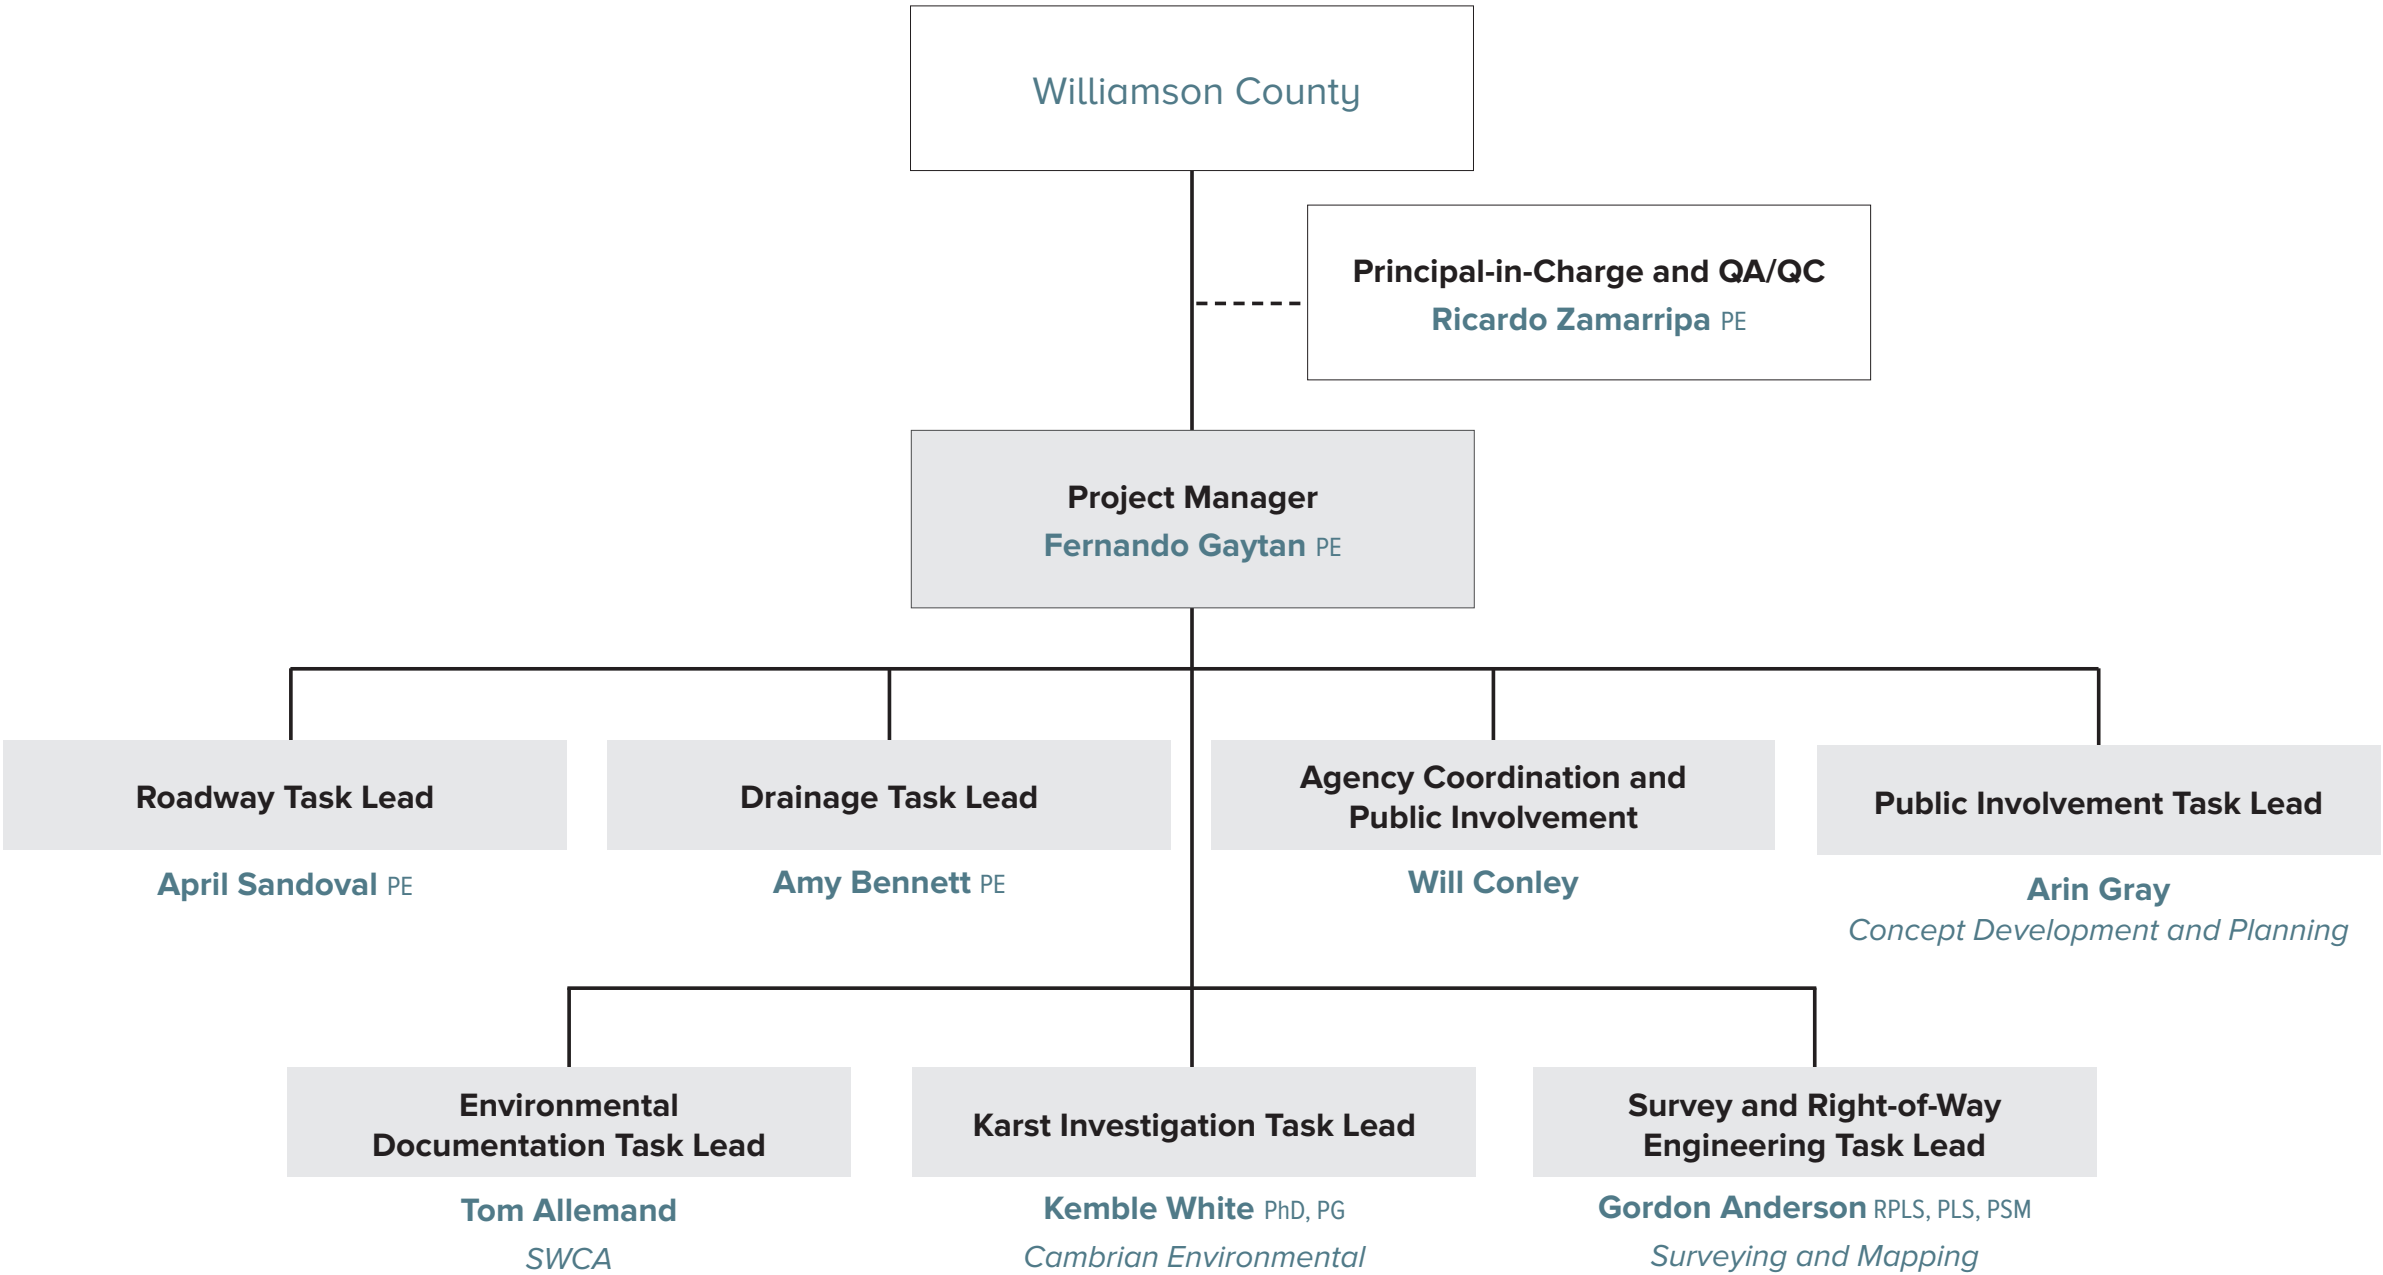 Williamson County
Principal-in-Charge and QA/QC
Ricardo Zamarripa PE
Project Manager
Fernando Gaytan PE
Roadway Task Lead
April Sandoval PE
Drainage Task Lead
Amy Bennett PE
Agency Coordination and
Public Involvement
Will Conley
Public Involvement Task Lead
Arin Gray
Concept Development and Planning
Environmental
Documentation Task Lead
Tom Allemand
SWCA
Karst Investigation Task Lead
Kemble White PhD, PG
Cambrian Environmental
Survey and Right-of-Way
Engineering Task Lead
Gordon Anderson RPLS, PLS, PSM
Surveying and Mapping